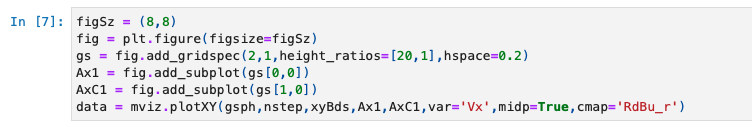 In [7]: figSz = (8,8)
fig = plt.figure(figsize=figSz)
gs = fig.add_gridspec(2,1,height_ratios=[20,1],hspace=0.2)
Ax1 = fig.add_subplot(gs[0,0])
AxC1 = fig.add_subplot(gs[1,0])
data = mviz.plotXY(gsph,nstep,xyBds,Ax1,AxC1,var='Vx',midp=True,cmap='RdBu_r')